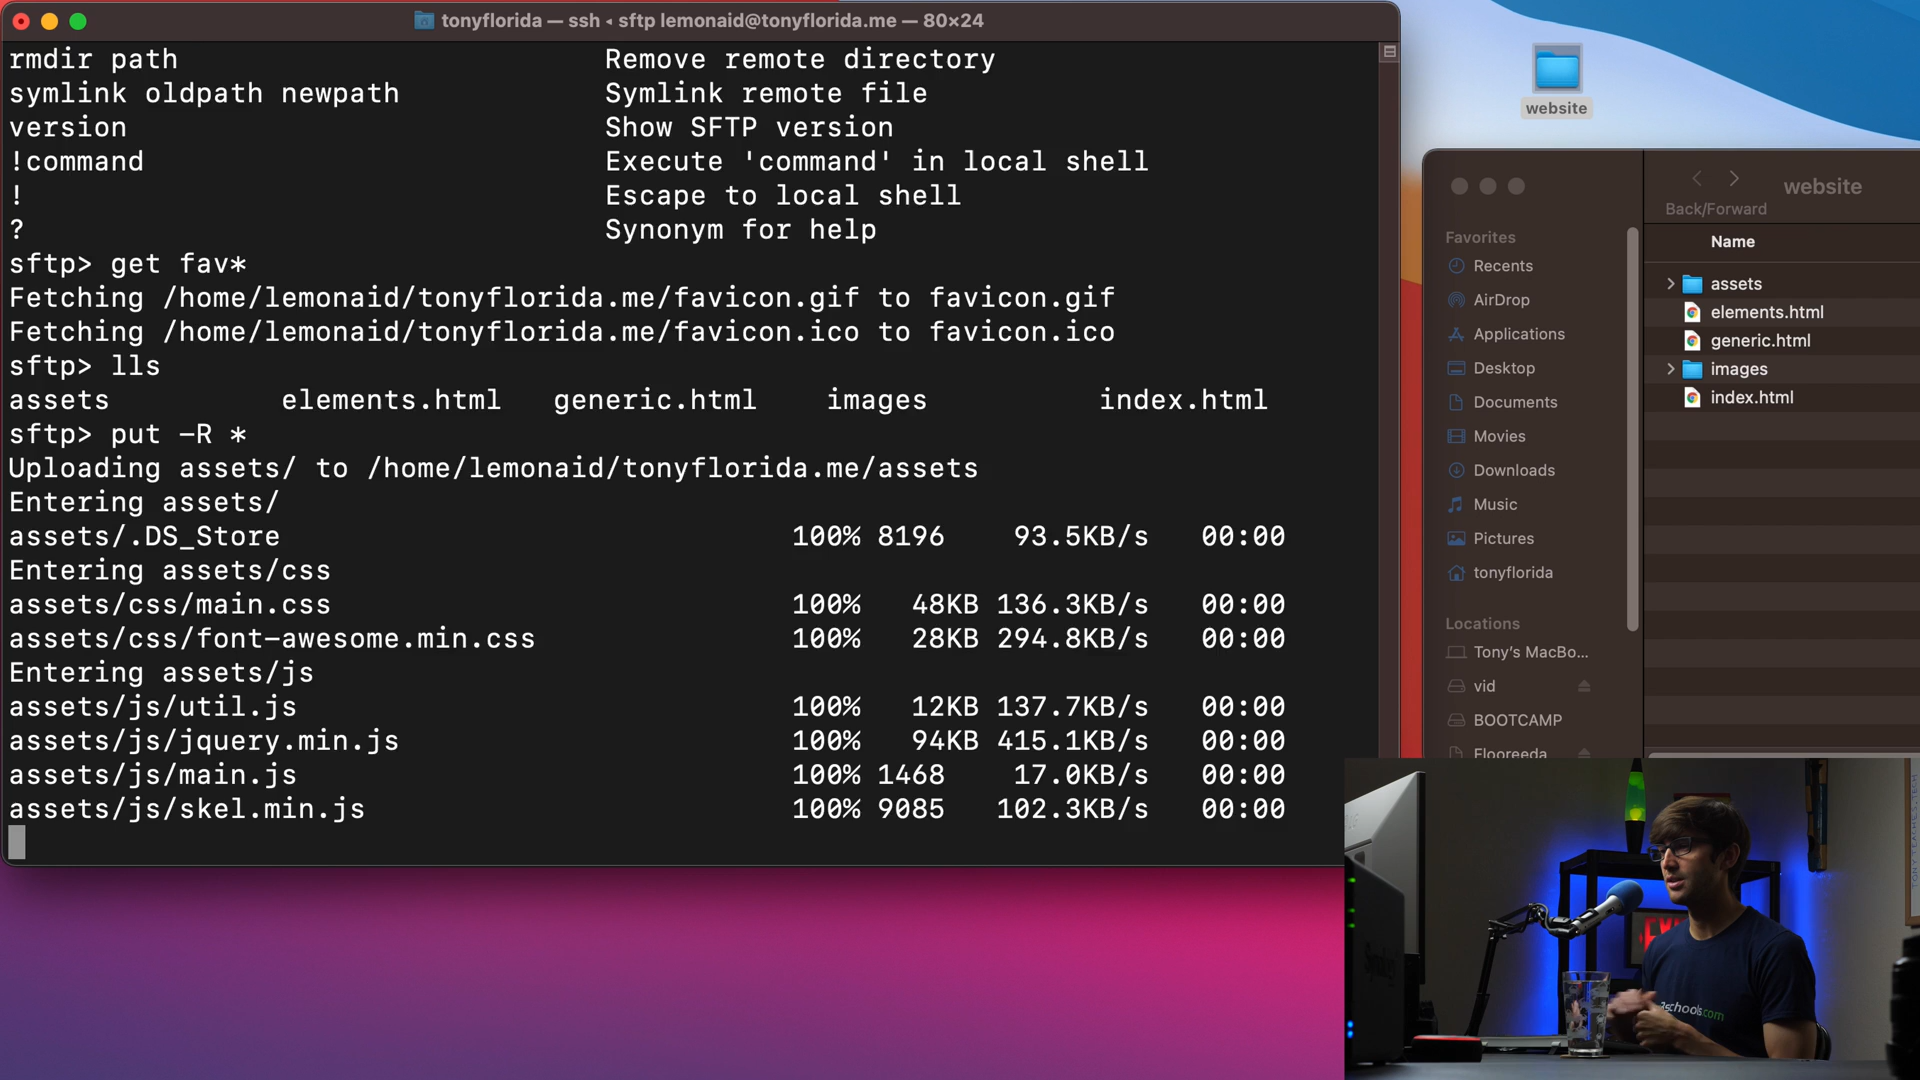 tonyflorida — ssh ◂ sftp lemonaid@tonyflorida.me — 80×24
rmdir path Remove remote directory
symlink oldpath newpath Symlink remote file
version Show SFTP version
!command Execute 'command' in local shell
! Escape to local shell
? Synonym for help
sftp> get fav*
Fetching /home/lemonaid/tonyflorida.me/favicon.gif to favicon.gif
Fetching /home/lemonaid/tonyflorida.me/favicon.ico to favicon.ico
sftp> lls
assets elements.html generic.html images index.html
sftp> put -R *
Uploading assets/ to /home/lemonaid/tonyflorida.me/assets
Entering assets/
assets/.DS_Store 100% 8196 93.5KB/s 00:00
Entering assets/css
assets/css/main.css 100% 48KB 136.3KB/s 00:00
assets/css/font-awesome.min.css 100% 28KB 294.8KB/s 00:00
Entering assets/js
assets/js/util.js 100% 12KB 137.7KB/s 00:00
assets/js/jquery.min.js 100% 94KB 415.1KB/s 00:00
assets/js/main.js 100% 1468 17.0KB/s 00:00
assets/js/skel.min.js 100% 9085 102.3KB/s 00:00
website
website
Back/Forward
Favorites
Recents
AirDrop
Applications
Desktop
Documents
Movies
Downloads
Music
Pictures
tonyflorida
Locations
Tony's MacBo...
vid
BOOTCAMP
Flooreeda
Name
assets
elements.html
generic.html
images
index.html
schools.com